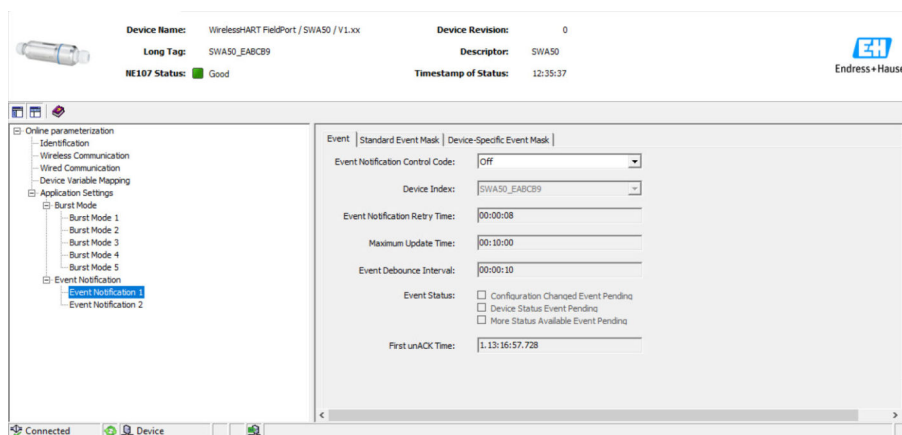 Device Name: WirelessHART FieldPort / SWA50 / V1.xx Device Revision: 0
Long Tag: SWA50_EABCB9 Descriptor: SWA50
NE107 Status: Good Timestamp of Status: 12:35:37
EH
Endress+Hause
Online parameterization
Identification
Wireless Communication
Wired Communication
Device Variable Mapping
Application Settings
Burst Mode
Burst Mode 1
Burst Mode 2
Burst Mode 3
Burst Mode 4
Burst Mode 5
Event Notification
Event Notification 1
Event Notification 2
Event Standard Event Mask Device-Specific Event Mask
Event Notification Control Code: Off
Device Index: SWA50_EABCB9
Event Notification Retry Time: 00:00:08
Maximum Update Time: 00:10:00
Event Debounce Interval: 00:00:10
Event Status: Configuration Changed Event Pending
Device Status Event Pending
More Status Available Event Pending
First unACK Time: 1.13:16:57.728
Connected Device